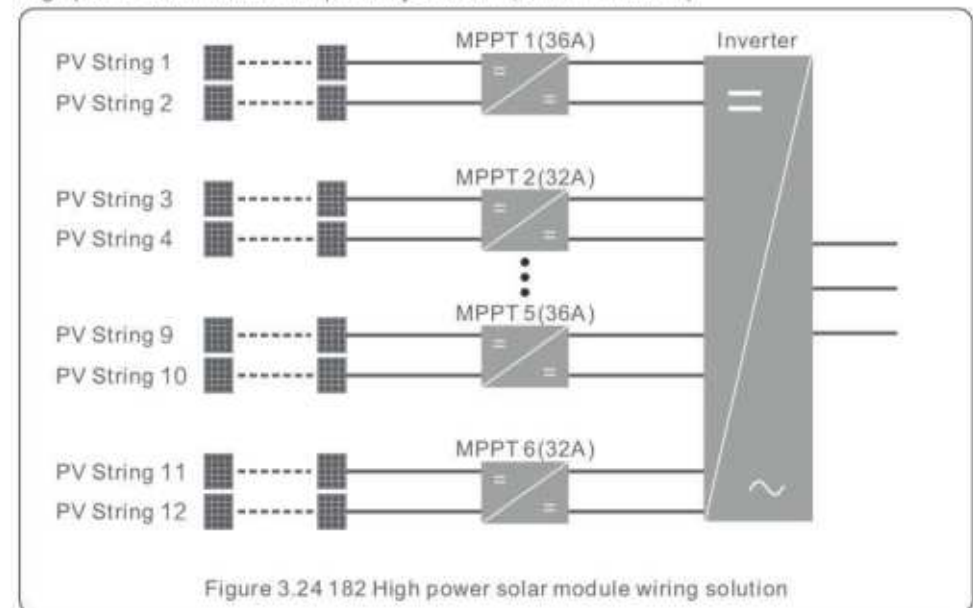 MPPT 1(36A)
Inverter
PV String 1
PV String 2
MPPT 2(32A)
PV String 3
PV String 4
MPPT 5(36A)
PV String 9
PV String 10
MPPT 6(32A)
PV String 11
PV String 12
Figure 3.24 182 High power solar module wiring solution